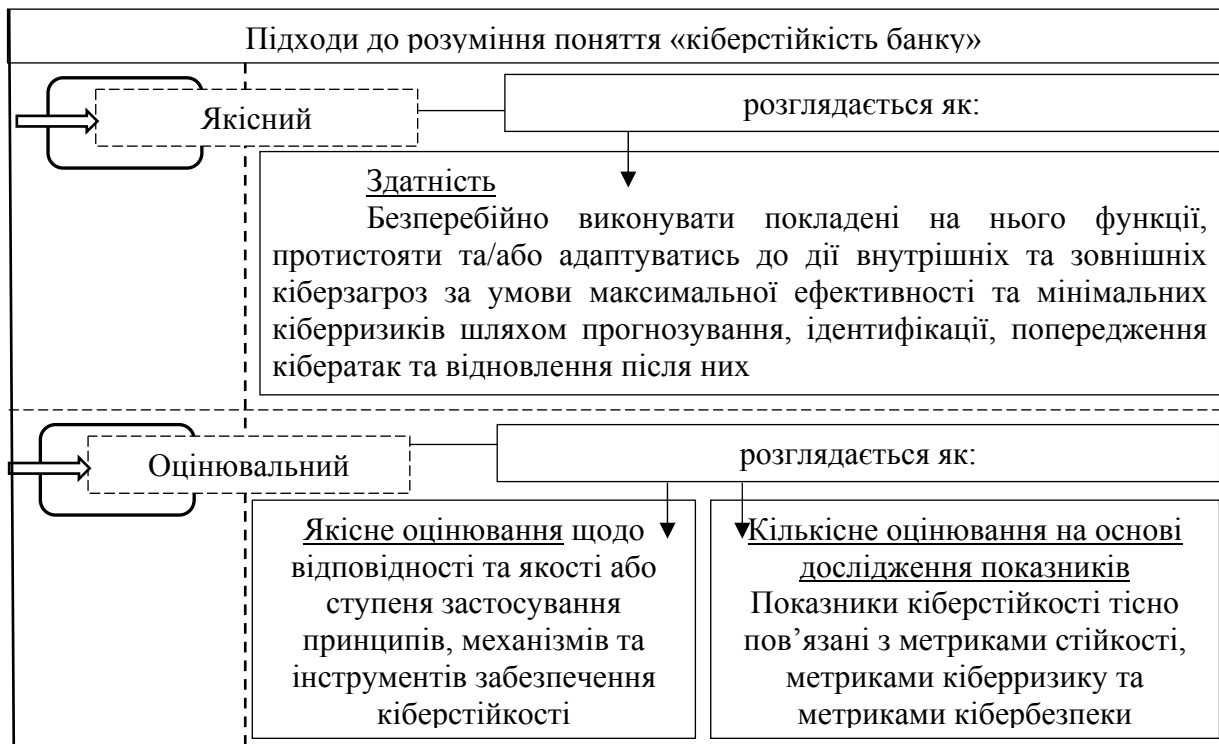 Підходи до розуміння поняття «кіберстійкість банку»
Якісний
розглядається як:
Здатність
Безперебійно виконувати покладені на нього функції,
протистояти та/або адаптуватись до дії внутрішніх та зовнішніх
кіберзагроз за умови максимальної ефективності та мінімальних
кіберризиків шляхом прогнозування, ідентифікації, попередження
кібератак та відновлення після них
Оцінювальний
розглядається як:
Якісне оцінювання щодо
відповідності та якості або
ступеня застосування
принципів, механізмів та
інструментів забезпечення
кіберстійкості
Кількісне оцінювання на основі
дослідження показників
Показники кіберстійкості тісно
пов’язані з метриками стійкості,
метриками кіберризику та
метриками кібербезпеки